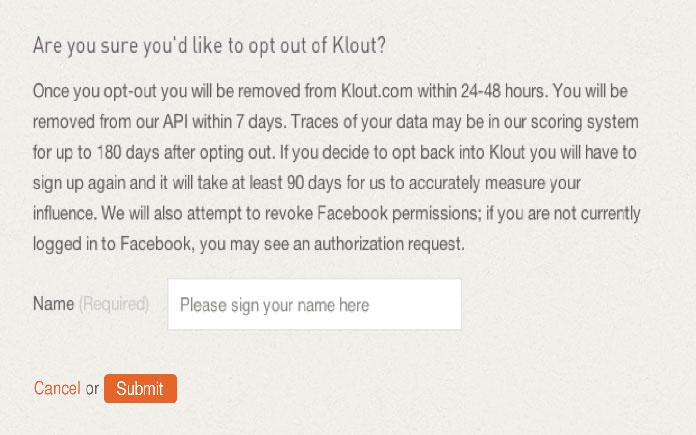 Are you sure you'd like to opt out of Klout?
Once you opt-out you will be removed from Klout.com within 24-48 hours. You will be
removed from our API within 7 days. Traces of your data may be in our scoring system
for up to 180 days after opting out. If you decide to opt back into Klout you will have to
sign up again and it will take at least 90 days for us to accurately measure your
influence. We will also attempt to revoke Facebook permissions; if you are not currently
logged in to Facebook, you may see an authorization request.
Name (Required) Please sign your name here
Cancel or Submit